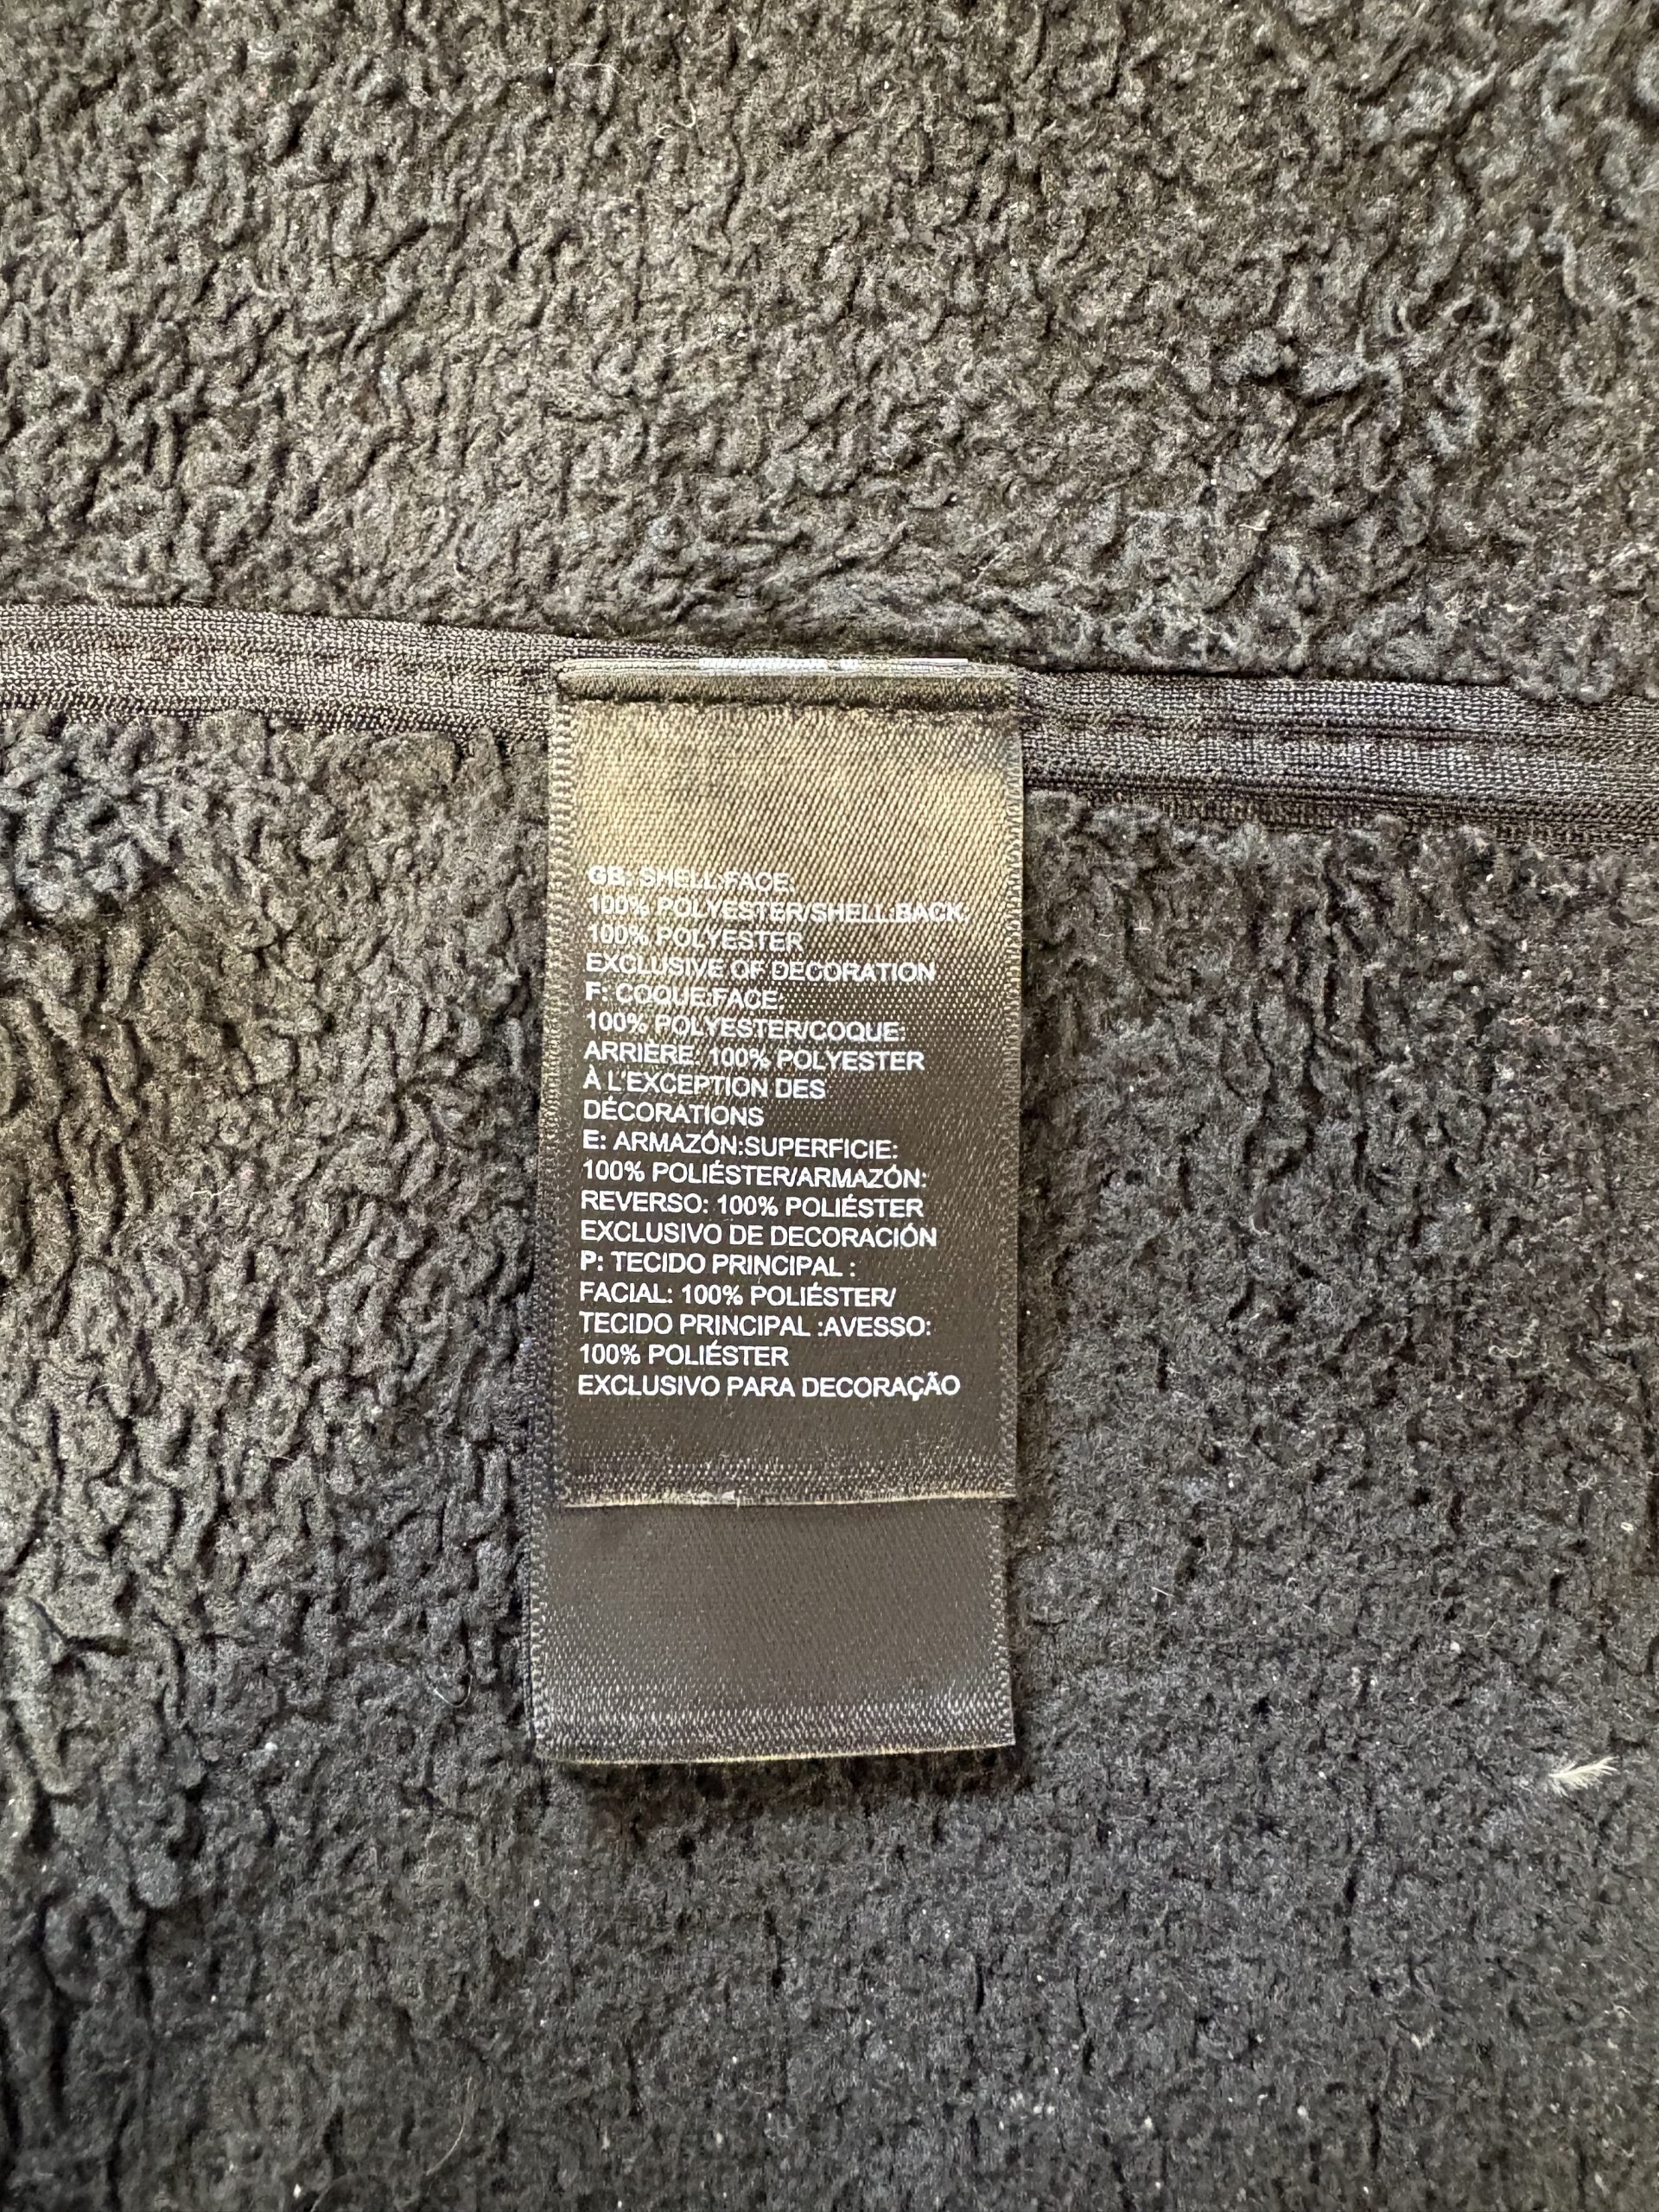 GB: SHELL:FACE:
100% POLYESTER/SHELL:BACK:
100% POLYESTER
EXCLUSIVE OF DECORATION
F: COQUE:FACE:
100% POLYESTER/COQUE:
ARRIÈRE: 100% POLYESTER
À L'EXCEPTION DES
DÉCORATIONS
E: ARMAZÓN:SUPERFICIE:
100% POLIÉSTER/ARMAZÓN:
REVERSO: 100% POLIÉSTER
EXCLUSIVO DE DECORACIÓN
P: TECIDO PRINCIPAL :
FACIAL: 100% POLIÉSTER/
TECIDO PRINCIPAL :AVESSO:
100% POLIÉSTER
EXCLUSIVO PARA DECORAÇÃO